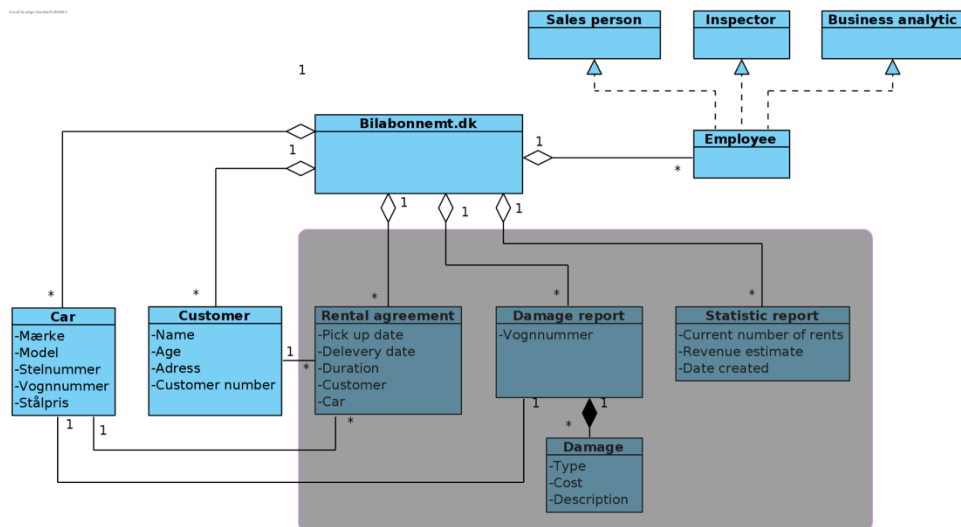 Sales person
Inspector
Business analytic
1
Bilabonnemt.dk
1
1
*
Employee
1
1
1
*
*
*
*
*
Car
-Mærke
-Model
-Stelnummer
-Vognnummer
-Stålpris
Customer
-Name
-Age
-Adress
-Customer number
1
*
Rental agreement
-Pick up date
-Delevery date
-Duration
-Customer
-Car
Damage report
-Vognnummer
Statistic report
-Current number of rents
-Revenue estimate
-Date created
1
1
*
1
1
*
Damage
-Type
-Cost
-Description